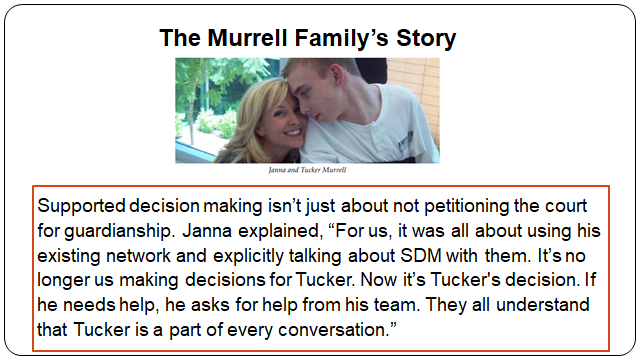 The Murrell Family’s Story
Janna and Tucker Murrell
Supported decision making isn’t just about not petitioning the court
for guardianship. Janna explained, “For us, it was all about using his
existing network and explicitly talking about SDM with them. It’s no
longer us making decisions for Tucker. Now it’s Tucker's decision. If
he needs help, he asks for help from his team. They all understand
that Tucker is a part of every conversation.”